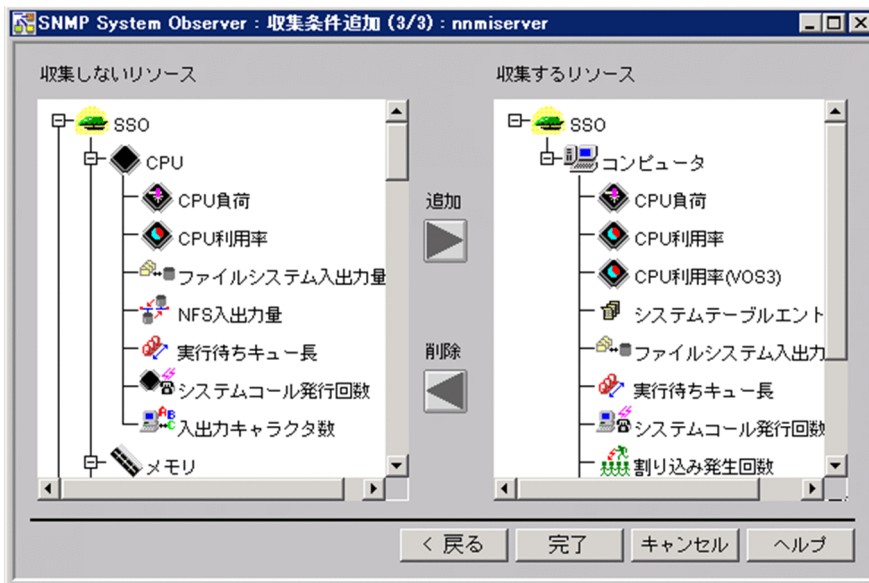 SNMP System Observer : 収集条件追加 (3/3) : nnmiserver
収集しないリソース
SSO
CPU
CPU負荷
CPU利用率
ファイルシステム入出力量
NFS入出力量
実行待ちキュー長
システムコール発行回数
入出力キャラクタ数
メモリ
追加
削除
収集するリソース
SSO
コンピュータ
CPU負荷
CPU利用率
CPU利用率(VOS3)
システムテーブルエント
ファイルシステム入出力
実行待ちキュー長
システムコール発行回数
割り込み発生回数
< 戻る
完了
キャンセル
ヘルプ